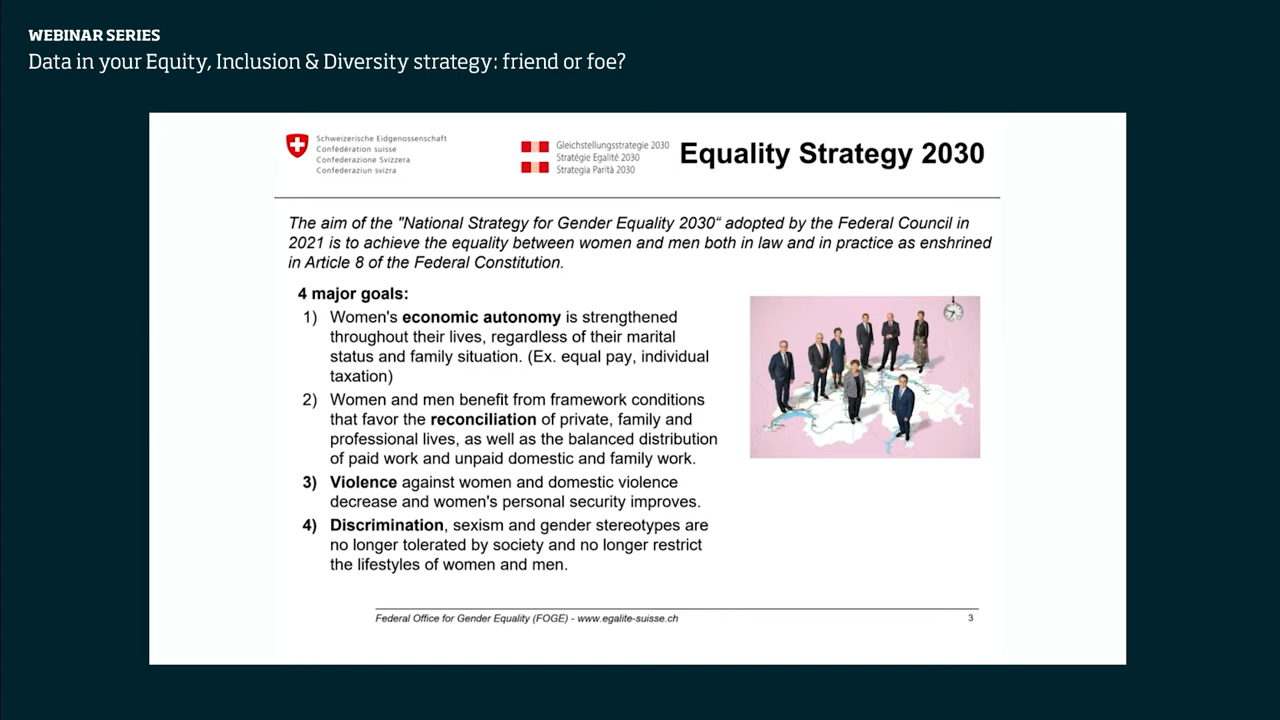 WEBINAR SERIES
Data in your Equity, Inclusion & Diversity strategy: friend or foe?
Schweizerische Eidgenossenschaft
Confédération suisse
Confederazione Svizzera
Confederaziun svizra
Gleichstellungsstrategie 2030
Stratégie Egalité 2030
Strategia Parità 2030
Equality Strategy 2030
The aim of the "National Strategy for Gender Equality 2030“ adopted by the Federal Council in
2021 is to achieve the equality between women and men both in law and in practice as enshrined
in Article 8 of the Federal Constitution.
4 major goals:
1) Women's economic autonomy is strengthened
throughout their lives, regardless of their marital
status and family situation. (Ex. equal pay, individual
taxation)
2) Women and men benefit from framework conditions
that favor the reconciliation of private, family and
professional lives, as well as the balanced distribution
of paid work and unpaid domestic and family work.
3) Violence against women and domestic violence
decrease and women's personal security improves.
4) Discrimination, sexism and gender stereotypes are
no longer tolerated by society and no longer restrict
the lifestyles of women and men.
Federal Office for Gender Equality (FOGE) - www.egalite-suisse.ch
3